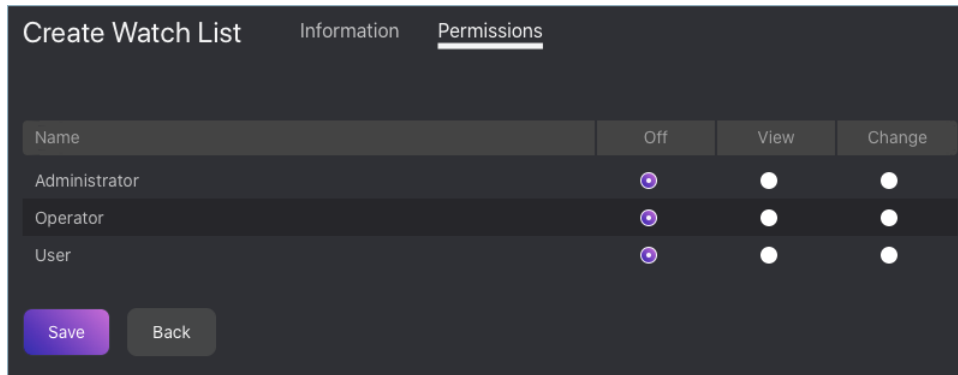 Create Watch List Information Permissions
Name Off View Change
Administrator
Operator
User
Save Back